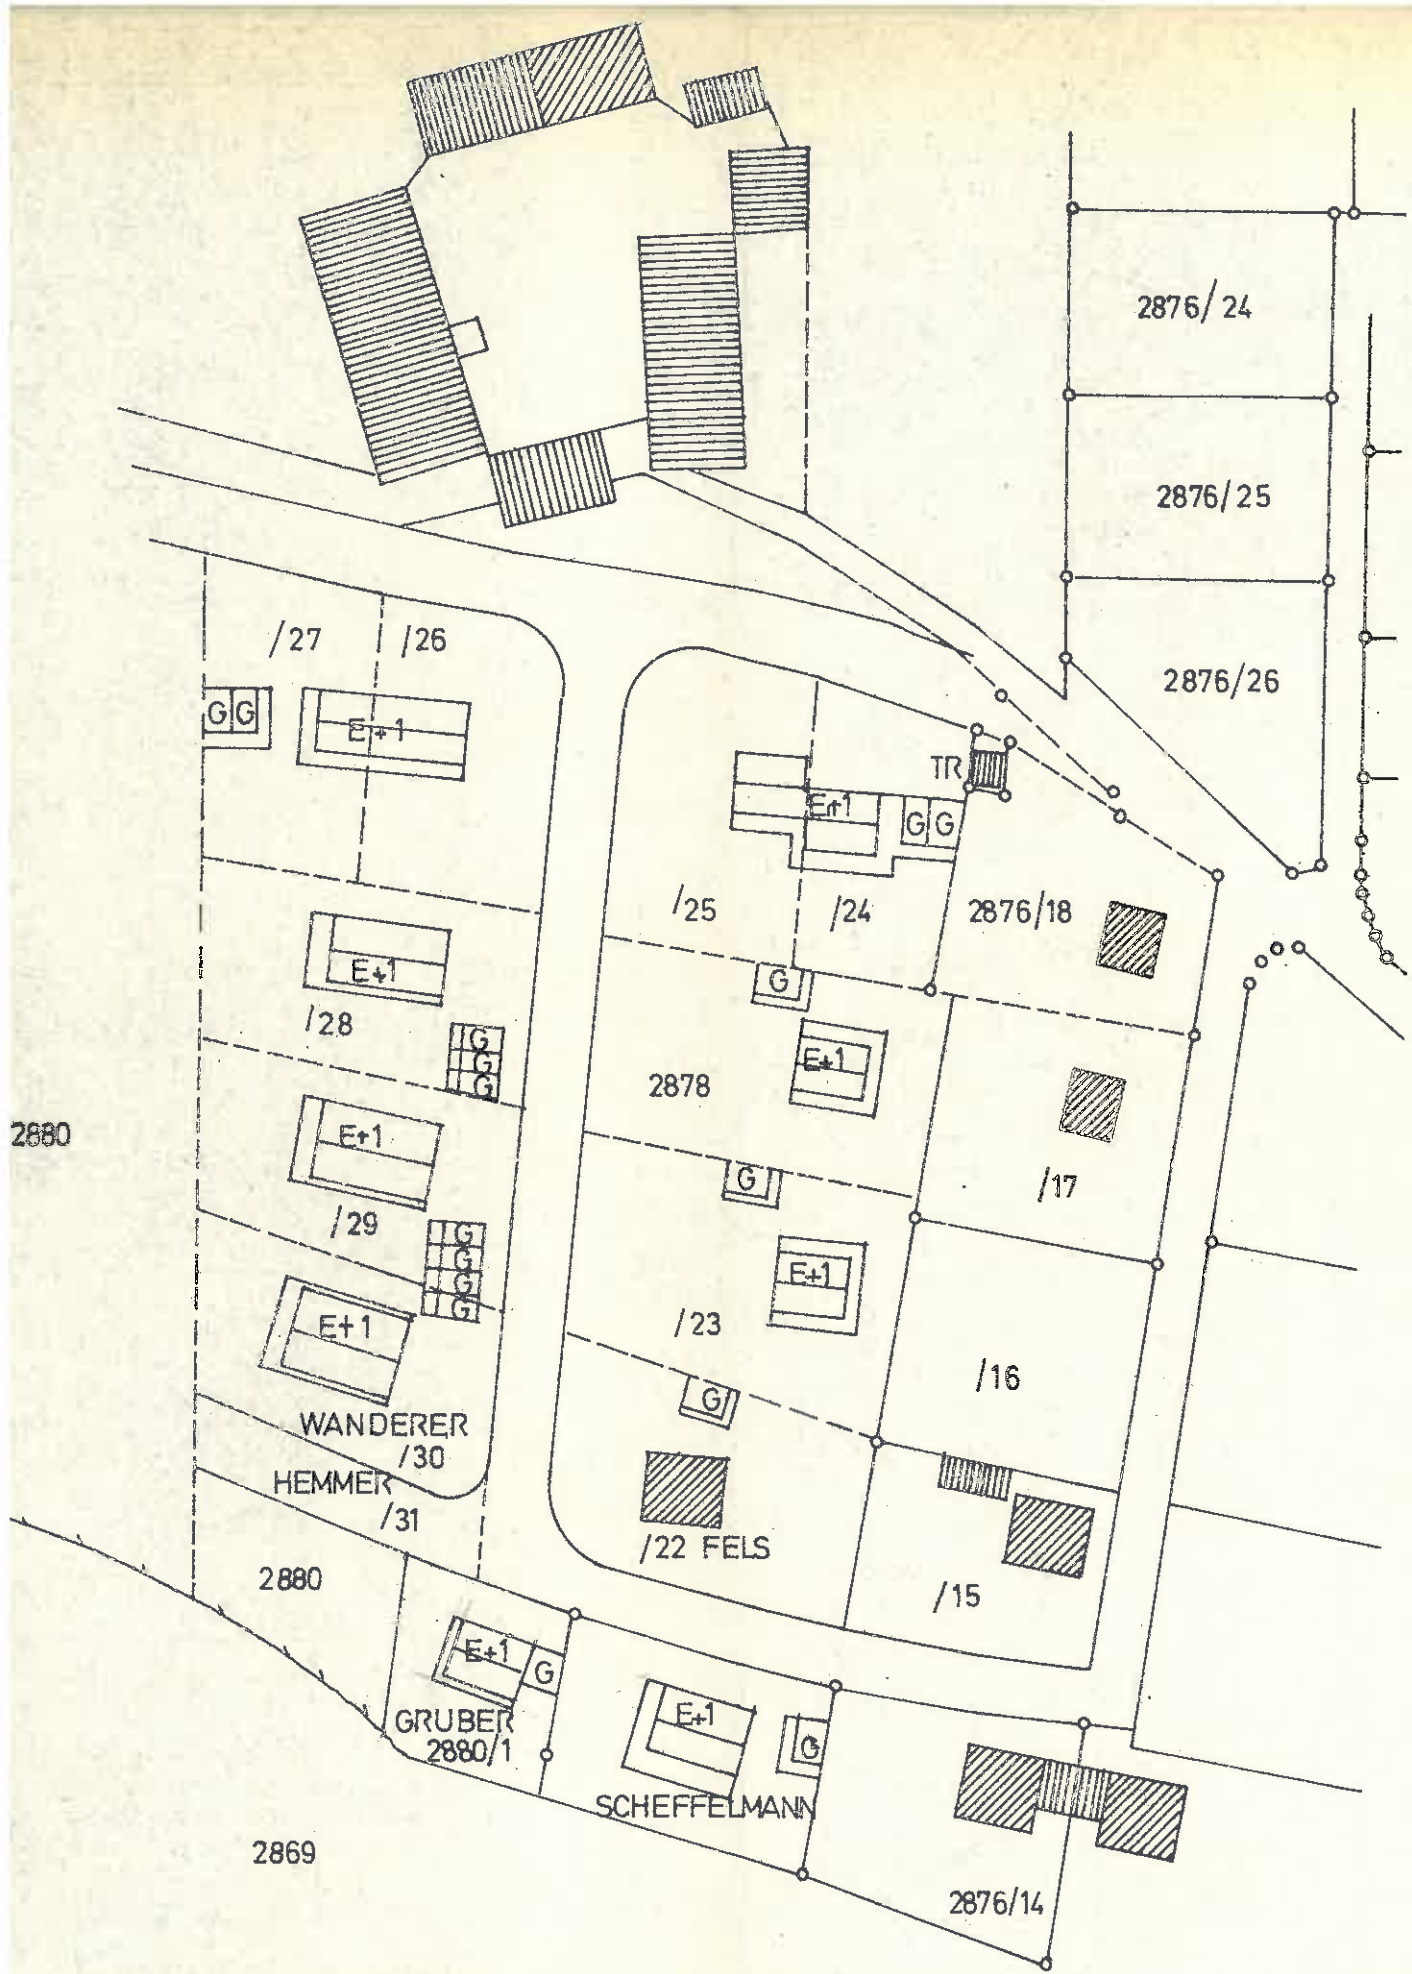 2876/24
2876/25
2876/26
/27
/26
G G
E+1
TR
E+1
G G
/25
/24
2876/18
E+1
/28
G
G
G
G
E+1
2878
2880
E+1
/29
G
/17
G
G
G
G
E+1
/23
E+1
/16
WANDERER
/30
G
HEMMER
/31
/22 FELS
2880
/15
E+1
G
GRUBER
2880/1
E+1
G
SCHEFFELMANN
2869
2876/14